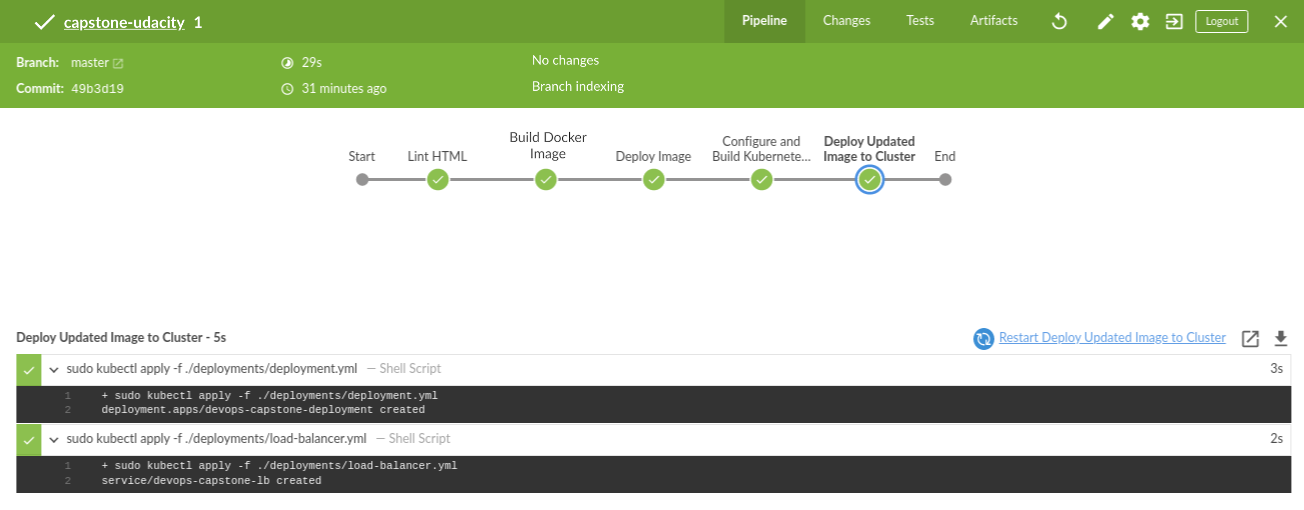 capstone-udacity 1
Pipeline Changes Tests Artifacts Logout
Branch: master 29s No changes
Commit: 49b3d19 31 minutes ago Branch indexing
Start
Lint HTML
Build Docker
Image
Deploy Image
Configure and
Build Kubernete...
Deploy Updated
Image to Cluster
End
Deploy Updated Image to Cluster - 5s
Restart Deploy Updated Image to Cluster
sudo kubectl apply -f ./deployments/deployment.yml — Shell Script 3s
1 + sudo kubectl apply -f ./deployments/deployment.yml
2 deployment.apps/devops-capstone-deployment created
sudo kubectl apply -f ./deployments/load-balancer.yml — Shell Script 2s
1 + sudo kubectl apply -f ./deployments/load-balancer.yml
2 service/devops-capstone-lb created